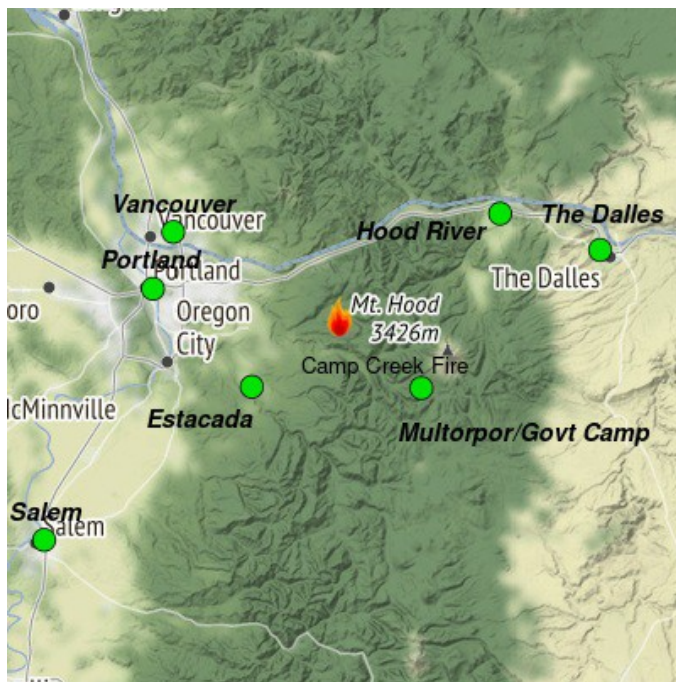 Vancouver
Vancouver
Hood River
The Dalles
Portland
Portland
The Dalles
oro
Oregon
City
Mt. Hood
3426m
Camp Creek Fire
Estacada
Multorpor/Govt Camp
cMinnville
Salem
Salem